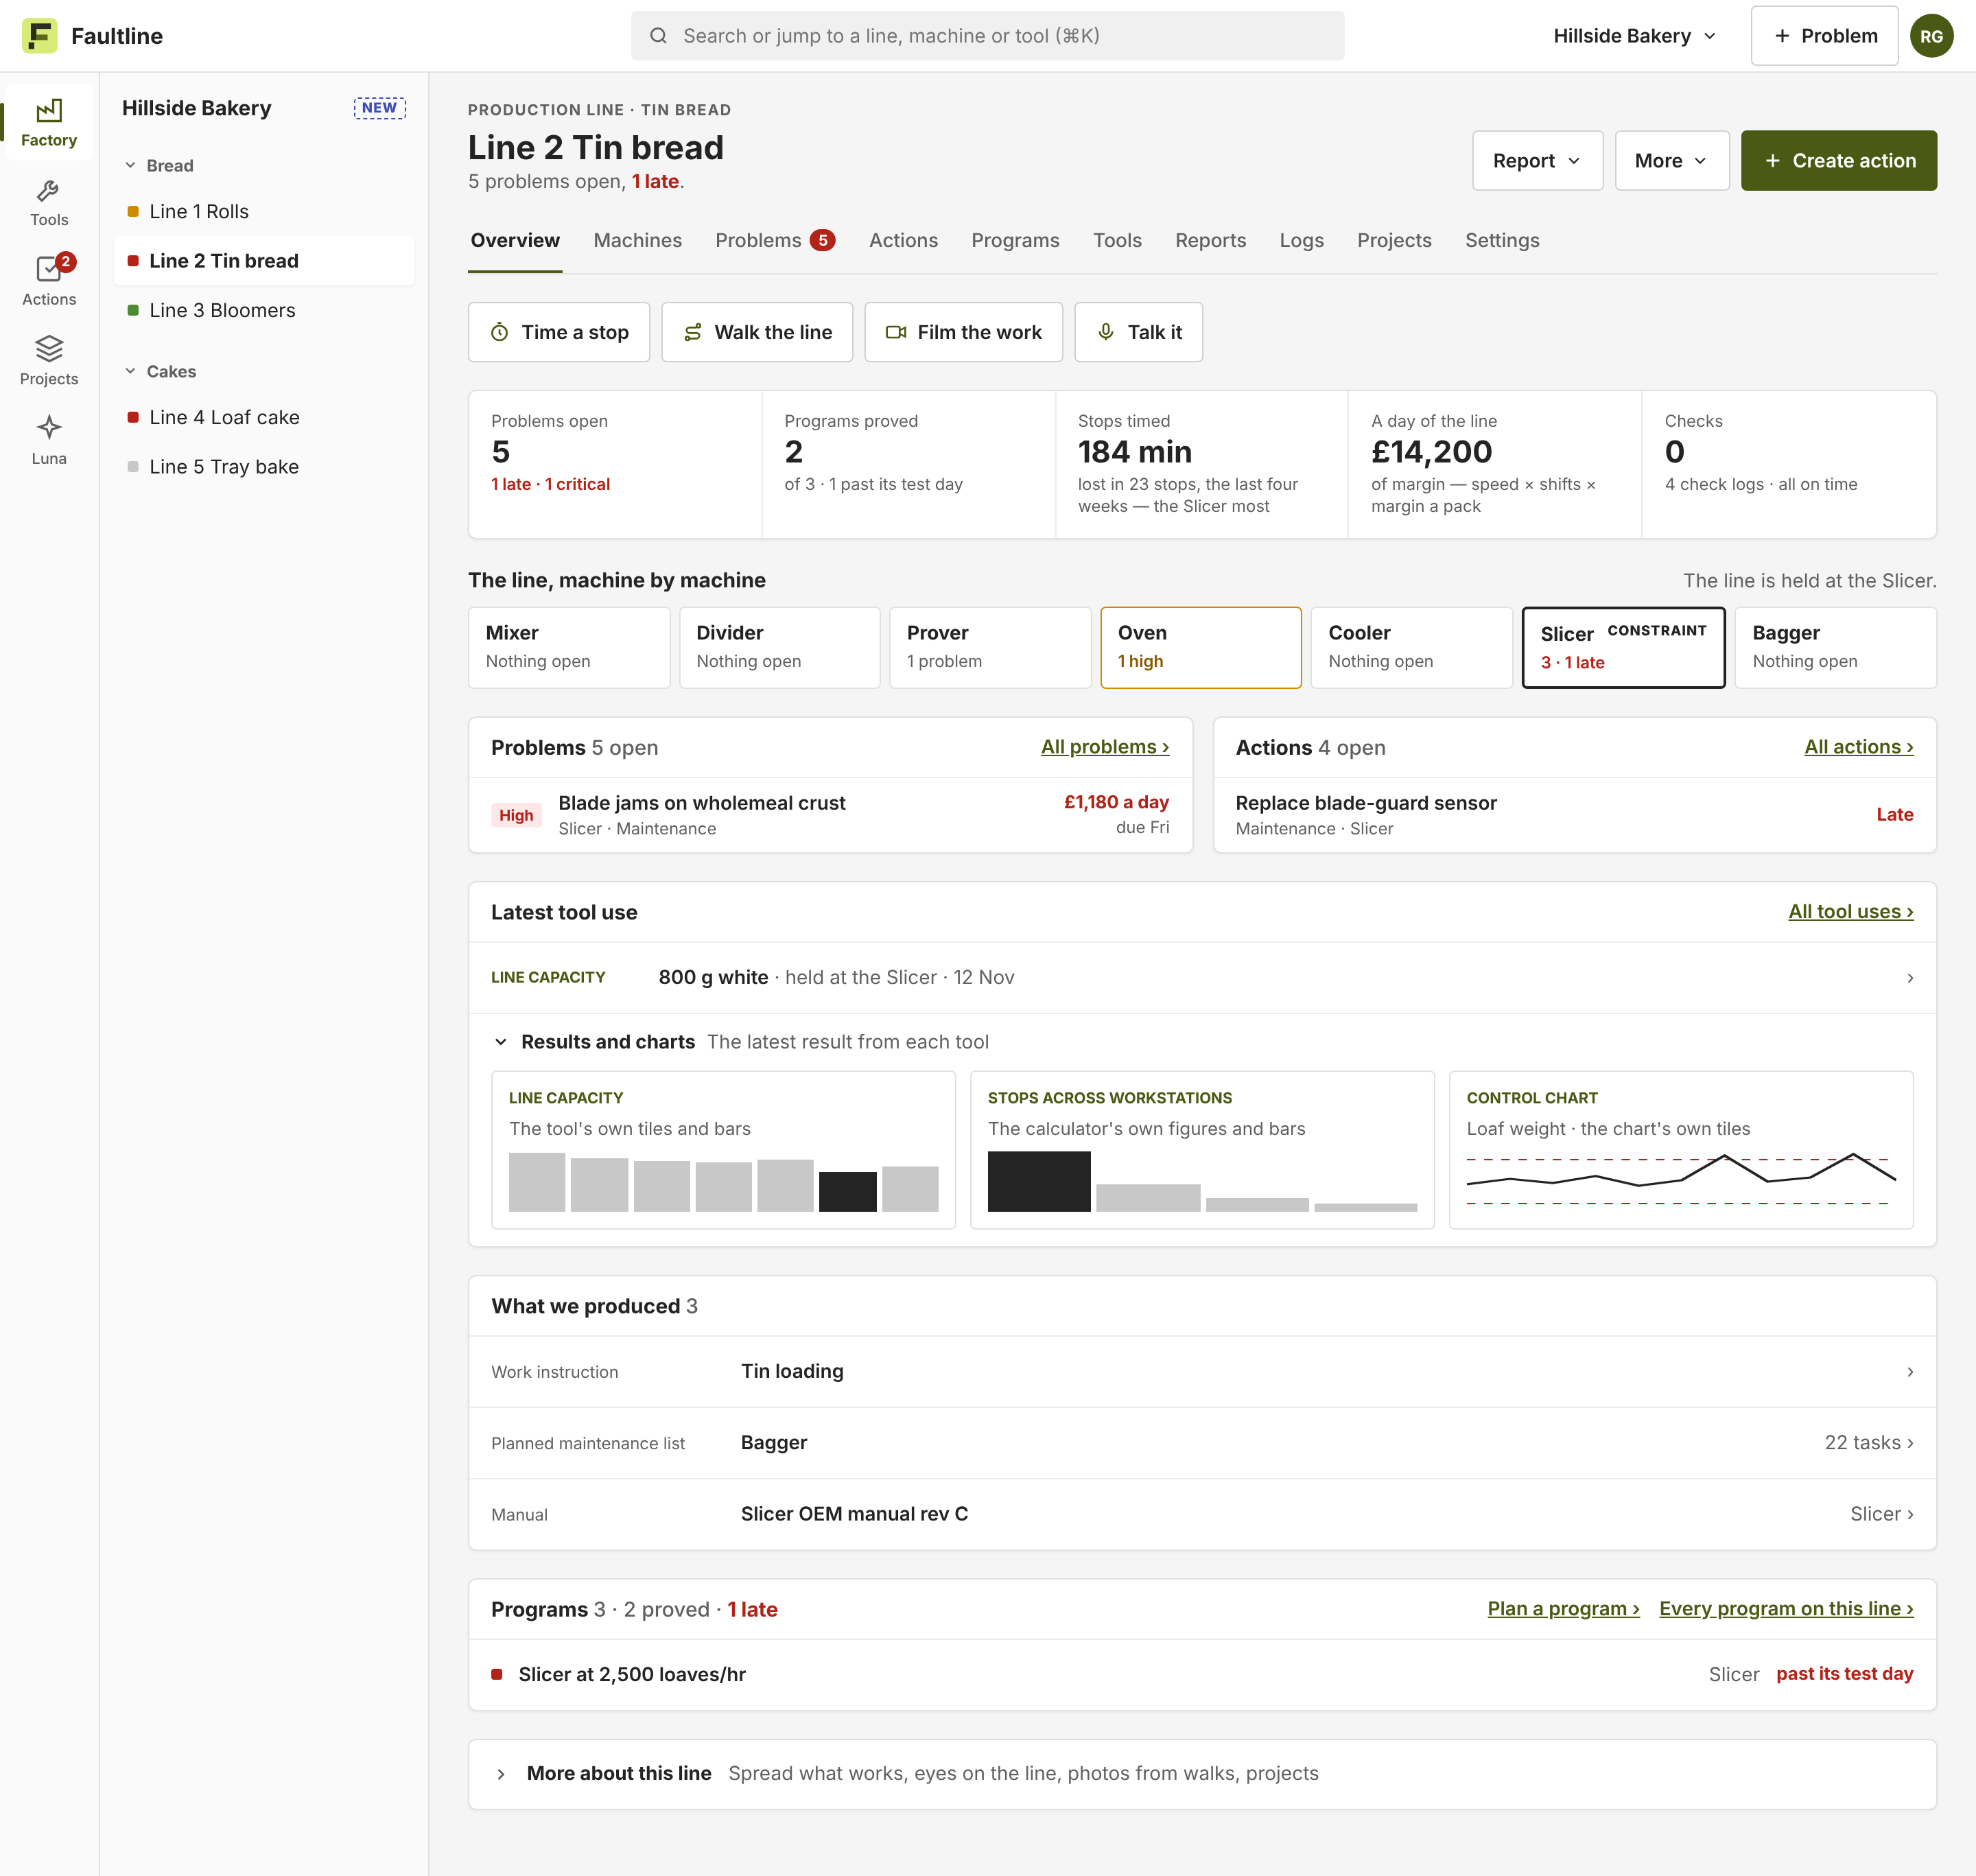 Faultline
Search or jump to a line, machine or tool (⌘K)
Hillside Bakery
+ Problem
RG
Factory
Tools
2
Actions
Projects
Luna
Hillside Bakery
NEW
Bread
Line 1 Rolls
Line 2 Tin bread
Line 3 Bloomers
Cakes
Line 4 Loaf cake
Line 5 Tray bake
PRODUCTION LINE · TIN BREAD
Line 2 Tin bread
5 problems open, 1 late.
Report
More
+ Create action
Overview Machines Problems 5 Actions Programs Tools Reports Logs Projects Settings
Time a stop
Walk the line
Film the work
Talk it
Problems open
5
1 late · 1 critical
Programs proved
2
of 3 · 1 past its test day
Stops timed
184 min
lost in 23 stops, the last four
weeks — the Slicer most
A day of the line
£14,200
of margin — speed × shifts ×
margin a pack
Checks
0
4 check logs · all on time
The line, machine by machine
The line is held at the Slicer.
Mixer
Nothing open
Divider
Nothing open
Prover
1 problem
Oven
1 high
Cooler
Nothing open
Slicer CONSTRAINT
3 · 1 late
Bagger
Nothing open
Problems 5 open
All problems ›
High
Blade jams on wholemeal crust
Slicer · Maintenance
£1,180 a day
due Fri
Actions 4 open
All actions ›
Replace blade-guard sensor
Maintenance · Slicer
Late
Latest tool use
All tool uses ›
LINE CAPACITY
800 g white · held at the Slicer · 12 Nov
›
Results and charts The latest result from each tool
LINE CAPACITY
The tool's own tiles and bars
STOPS ACROSS WORKSTATIONS
The calculator's own figures and bars
CONTROL CHART
Loaf weight · the chart's own tiles
What we produced 3
Work instruction
Tin loading
›
Planned maintenance list
Bagger
22 tasks ›
Manual
Slicer OEM manual rev C
Slicer ›
Programs 3 · 2 proved · 1 late
Plan a program ›
Every program on this line ›
Slicer at 2,500 loaves/hr
Slicer past its test day
More about this line Spread what works, eyes on the line, photos from walks, projects